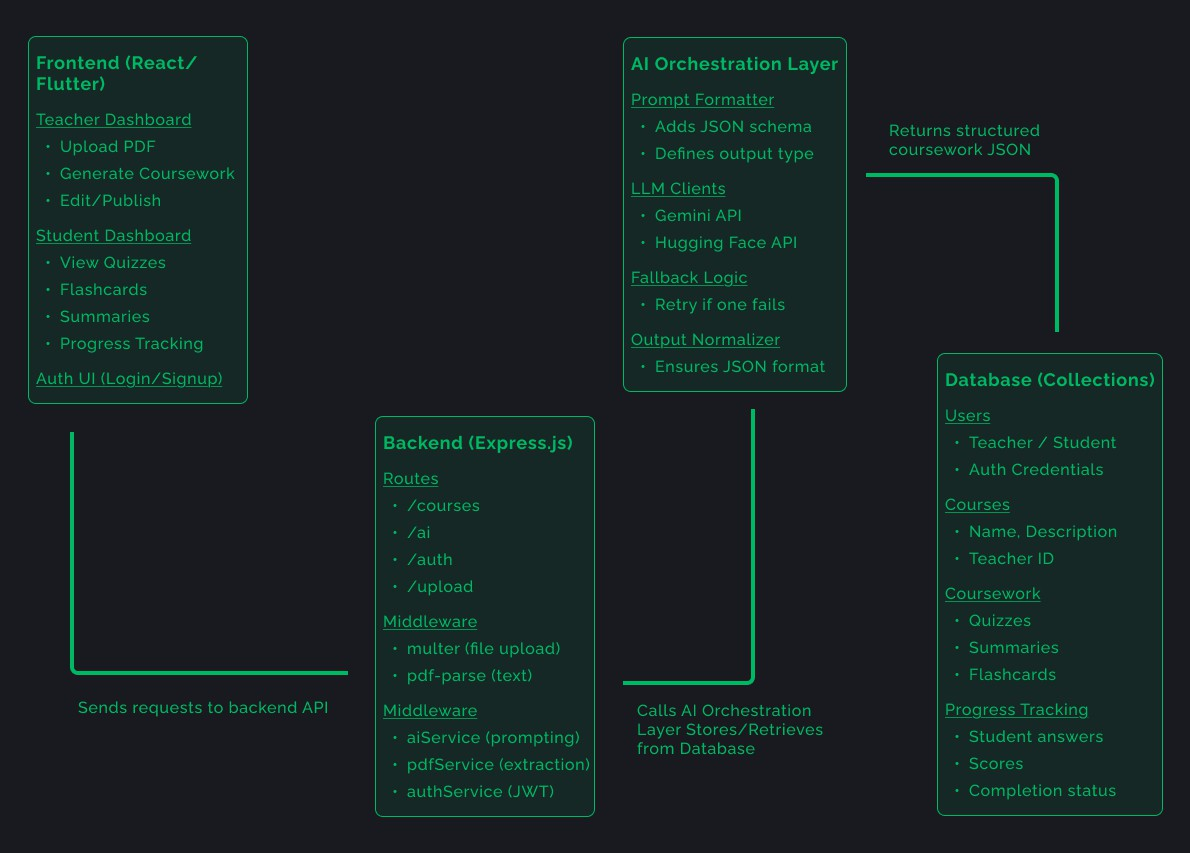 Frontend (React/
Flutter)
Teacher Dashboard
• Upload PDF
• Generate Coursework
• Edit/Publish
Student Dashboard
• View Quizzes
• Flashcards
• Summaries
• Progress Tracking
Auth UI (Login/Signup)
Sends requests to backend API
Backend (Express.js)
Routes
• /courses
• /ai
• /auth
• /upload
Middleware
• multer (file upload)
• pdf-parse (text)
Middleware
• aiService (prompting)
• pdfService (extraction)
• authService (JWT)
Calls AI Orchestration
Layer Stores/Retrieves
from Database
AI Orchestration Layer
Prompt Formatter
• Adds JSON schema
• Defines output type
LLM Clients
• Gemini API
• Hugging Face API
Fallback Logic
• Retry if one fails
Output Normalizer
• Ensures JSON format
Returns structured
coursework JSON
Database (Collections)
Users
• Teacher / Student
• Auth Credentials
Courses
• Name, Description
• Teacher ID
Coursework
• Quizzes
• Summaries
• Flashcards
Progress Tracking
• Student answers
• Scores
• Completion status